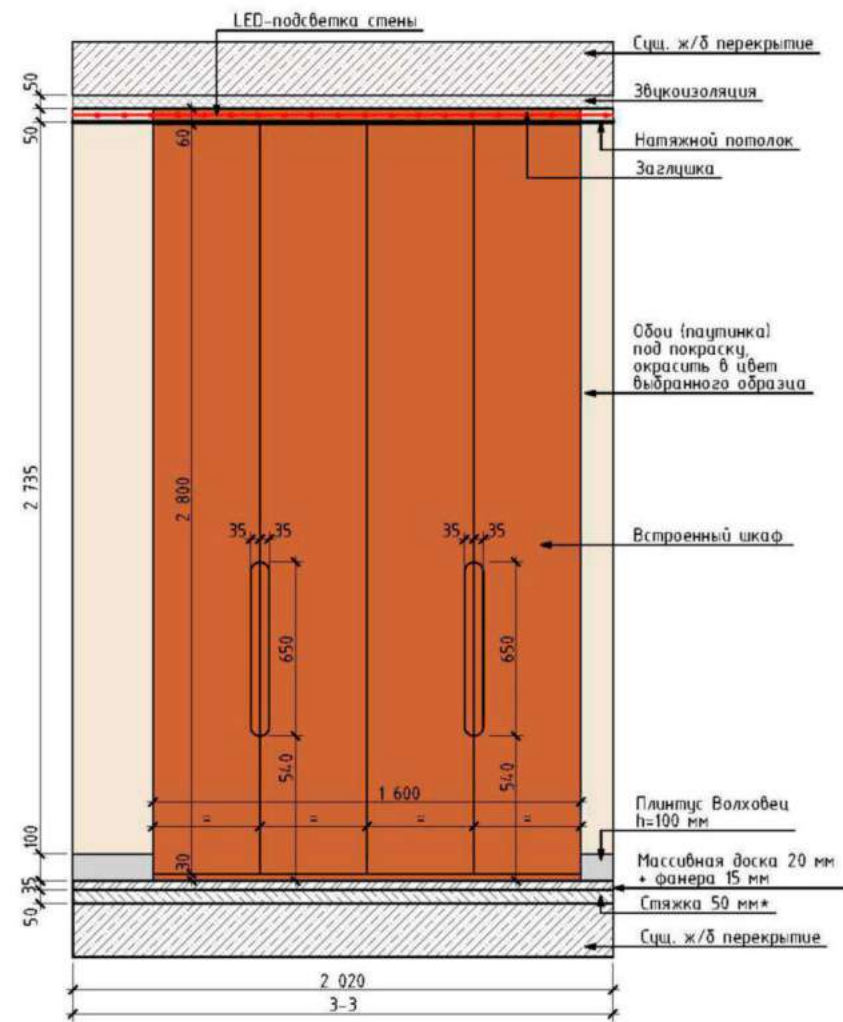 LED-подсветка стены
Сущ. ж/б перекрытие
50
Звукоизоляция
50
60
Натяжной потолок
Заглушка
Обои (паутинка)
под покраску,
окрасить в цвет
выбранного образца
2 735
2 800
35
35
35
35
Встроенный шкаф
650
650
540
540
1 600
=
=
=
=
Плинтус Волховец
h=100 мм
100
30
Массивная доска 20 мм
+ фанера 15 мм
35
Стяжка 50 мм*
50
Сущ. ж/б перекрытие
2 020
3-3